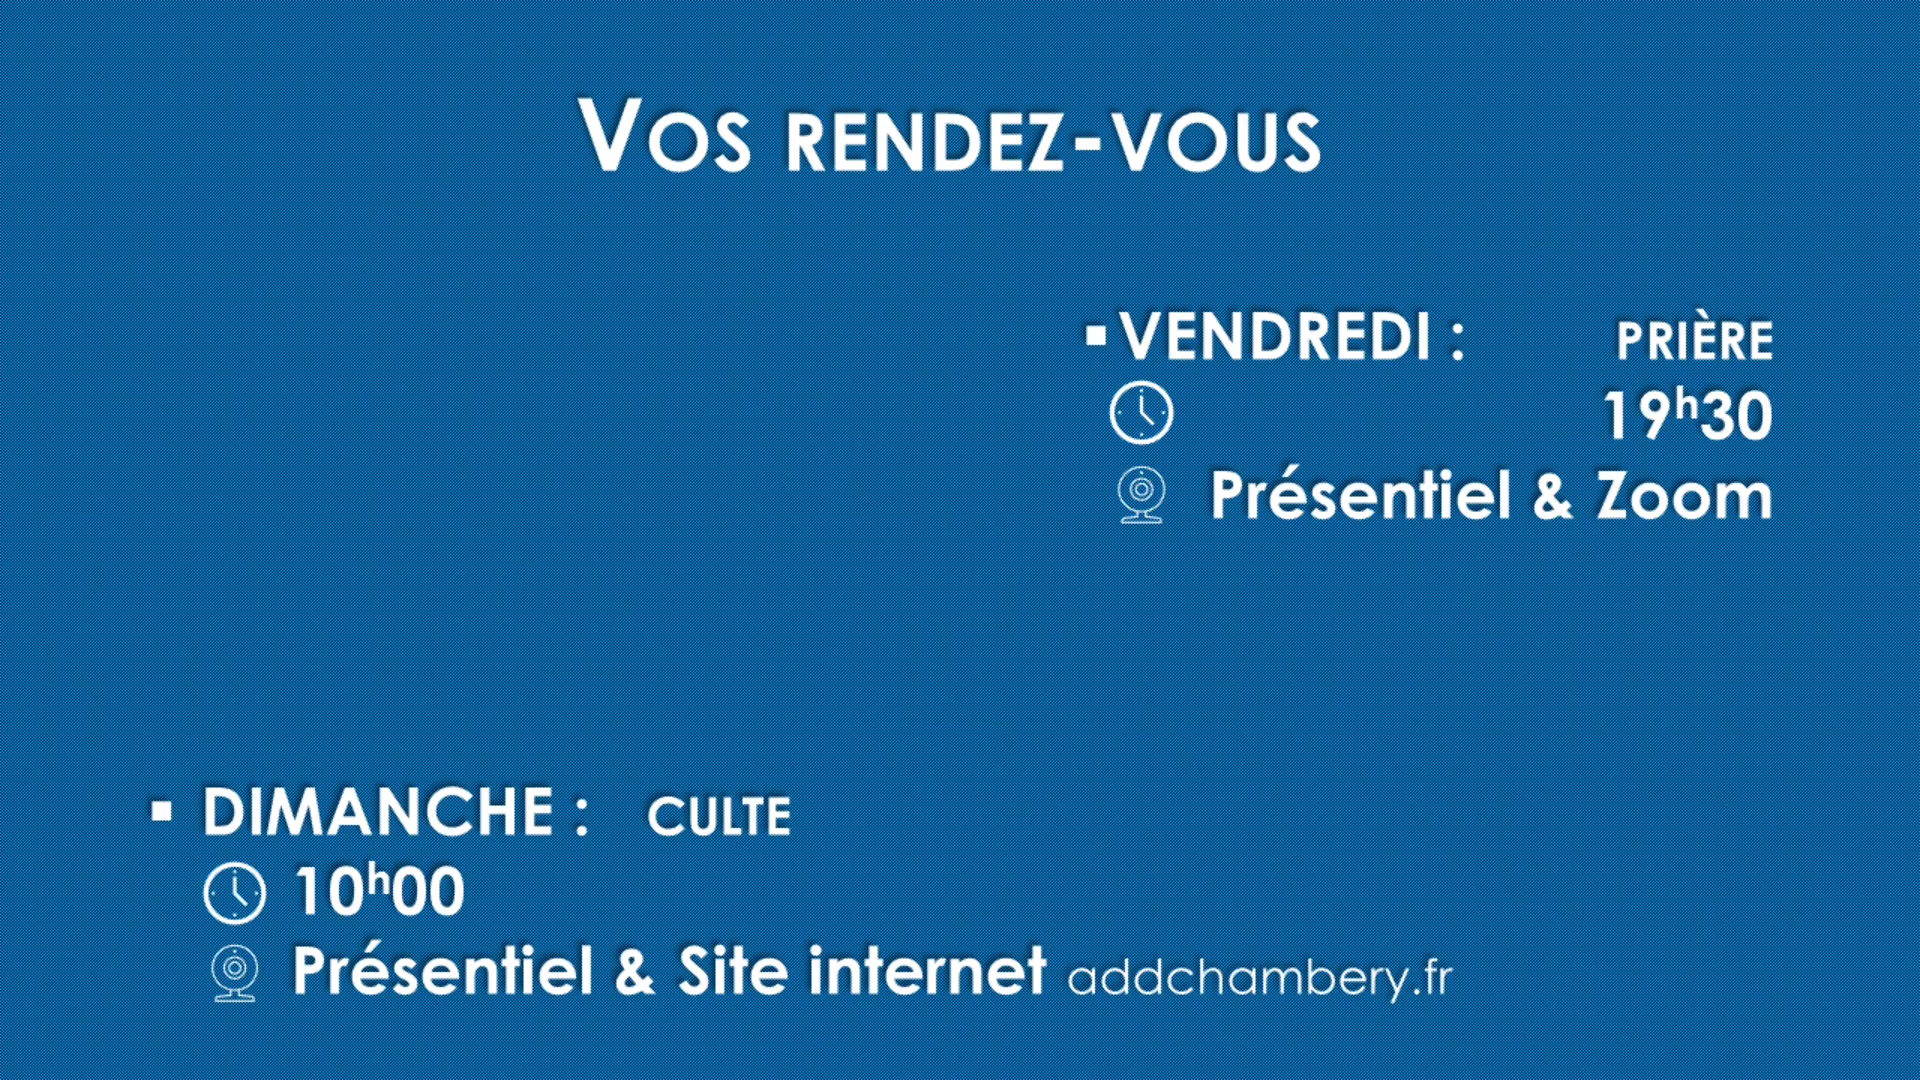 VOS RENDEZ-VOUS
▪ VENDREDI : PRIÈRE
19h30
Présentiel & Zoom
▪ DIMANCHE : CULTE
10h00
Présentiel & Site internet addchambery.fr